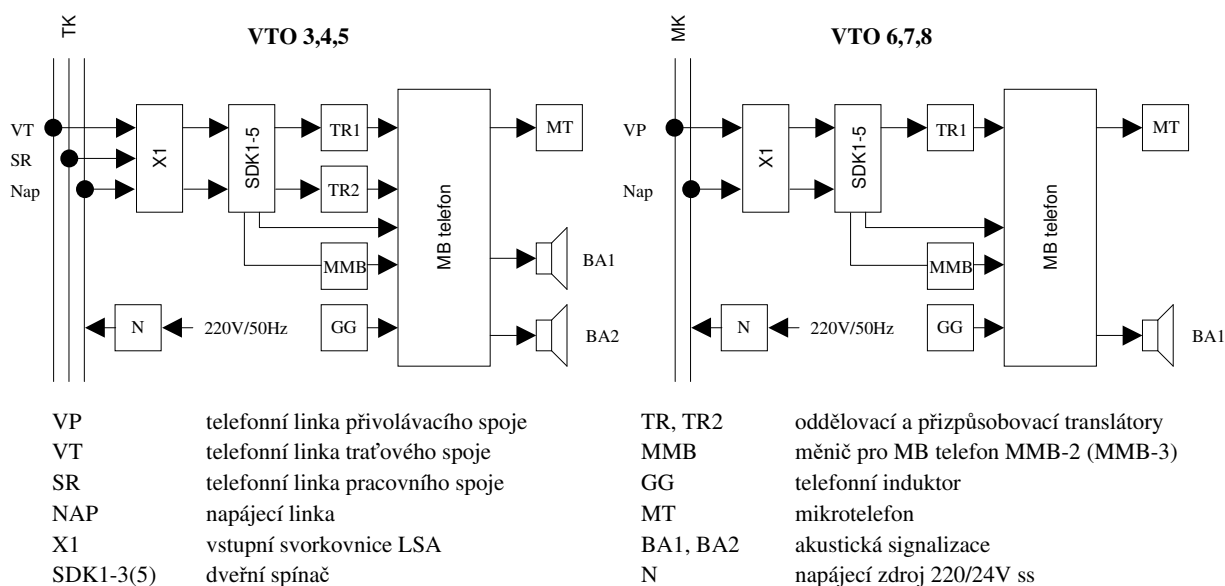 TK
VTO 3,4,5
VT
SR
Nap
X1
SDK1-5
TR1
TR2
MMB
GG
MB telefon
MT
BA1
BA2
N
220V/50Hz
MK
VTO 6,7,8
VP
Nap
X1
SDK1-5
TR1
MMB
GG
MB telefon
MT
BA1
N
220V/50Hz
VP telefonní linka přivolávacího spoje
VT telefonní linka traťového spoje
SR telefonní linka pracovního spoje
NAP napájecí linka
X1 vstupní svorkovnice LSA
SDK1-3(5) dveřní spínač
TR, TR2 oddělovací a přizpůsobovací translátory
MMB měnič pro MB telefon MMB-2 (MMB-3)
GG telefonní induktor
MT mikrotelefon
BA1, BA2 akustická signalizace
N napájecí zdroj 220/24V ss